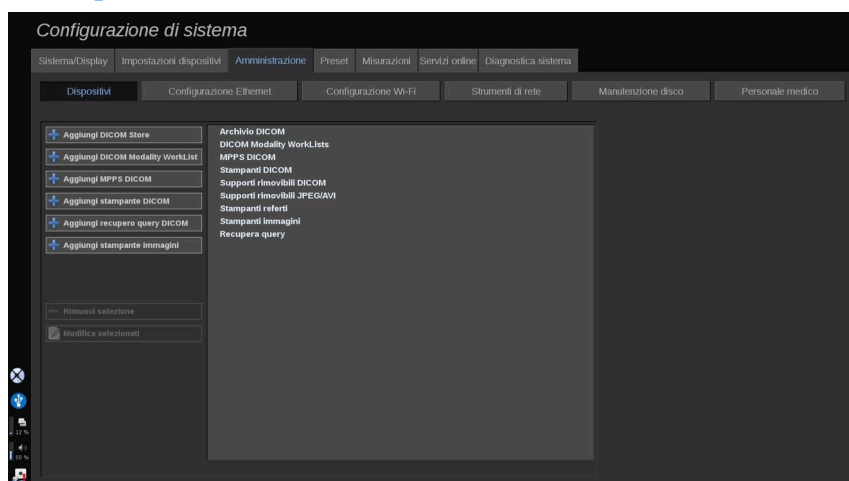 Configurazione di sistema
Sistema/Display
Impostazioni dispositivi
Amministrazione
Preset
Misurazioni
Servizi online
Diagnostica sistema
Dispositivi
Configurazione Ethernet
Configurazione Wi-Fi
Strumenti di rete
Manutenzione disco
Personale medico
Aggiungi DICOM Store
Aggiungi DICOM Modality WorkList
Aggiungi MPPS DICOM
Aggiungi stampante DICOM
Aggiungi recupero query DICOM
Aggiungi stampante immagini
Rimuovi selezione
Modifica selezionati
Archivio DICOM
DICOM Modality WorkLists
MPPS DICOM
Stampanti DICOM
Supporti rimovibili DICOM
Supporti rimovibili JPEG/AVI
Stampanti referti
Stampanti immagini
Recupera query
12 %
50 %